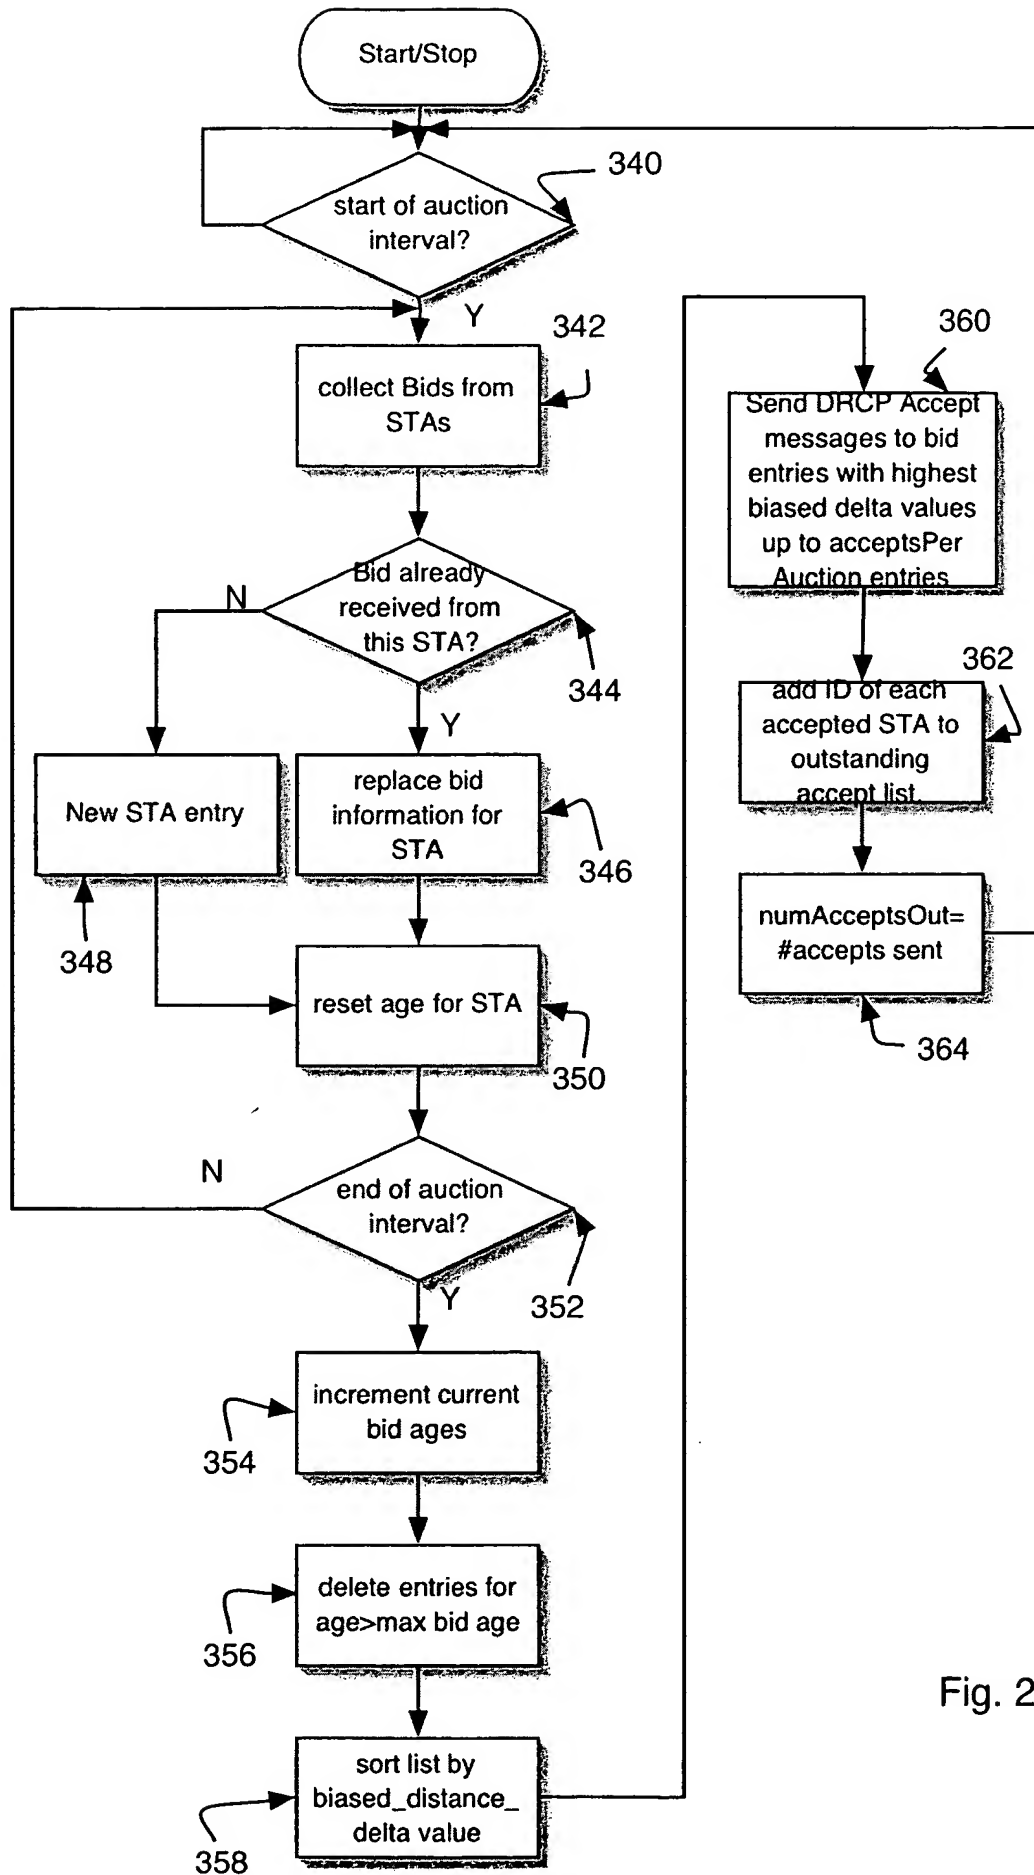 Start/Stop
340
start of auction
interval?
Y
342
collect Bids from
STAs
N
Bid already
received from
this STA?
344
Y
New STA entry
348
replace bid
information for
STA
346
reset age for STA
350
N
end of auction
interval?
352
Y
increment current
bid ages
354
delete entries for
age>max bid age
356
sort list by
biased_distance_
delta value
358
360
Send DRCP Accept
messages to bid
entries with highest
biased delta values
up to acceptsPer
Auction entries
362
add ID of each
accepted STA to
outstanding
accept list.
numAcceptsOut=
#accepts sent
364
Fig. 2